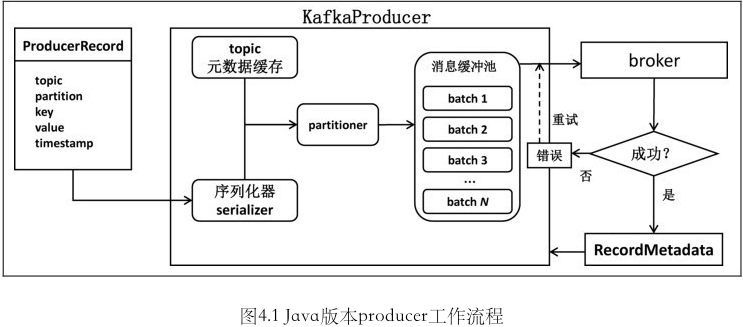 KafkaProducer
ProducerRecord
topic
partition
key
value
timestamp
topic
元数据缓存
序列化器
serializer
partitioner
消息缓冲池
batch 1
batch 2
batch 3
...
batch N
broker
重试
错误
成功？
否
是
RecordMetadata
图4.1 Java版本producer工作流程